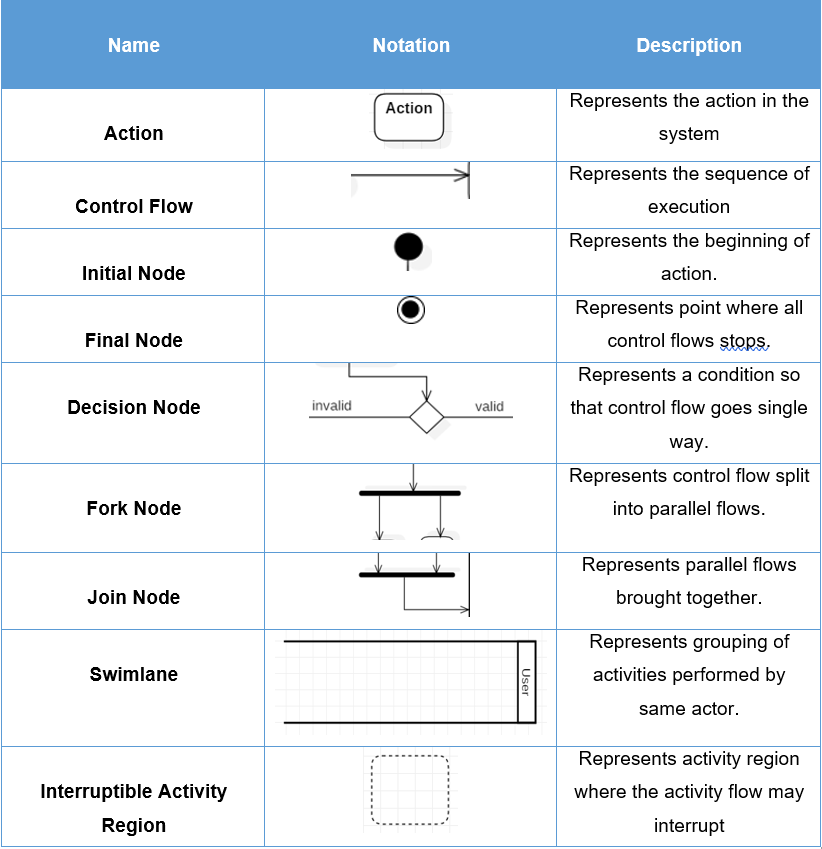 Name
Notation
Description
Action
Action
Represents the action in the
system
Control Flow
Represents the sequence of
execution
Initial Node
Represents the beginning of
action.
Final Node
Represents point where all
control flows stops.
Decision Node
invalid
valid
Represents a condition so
that control flow goes single
way.
Fork Node
Represents control flow split
into parallel flows.
Join Node
Represents parallel flows
brought together.
Swimlane
User
Represents grouping of
activities performed by
same actor.
Interruptible Activity
Region
Represents activity region
where the activity flow may
interrupt